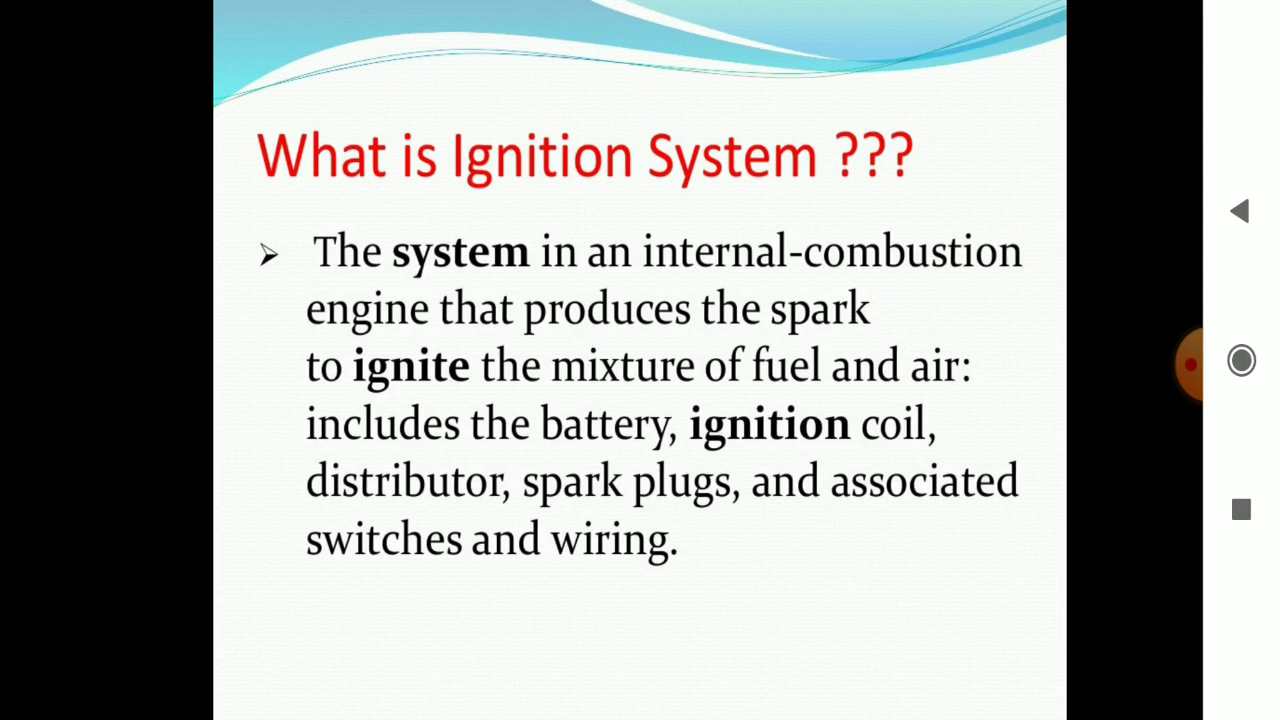 What is Ignition System ???
➢ The system in an internal-combustion
engine that produces the spark
to ignite the mixture of fuel and air:
includes the battery, ignition coil,
distributor, spark plugs, and associated
switches and wiring.